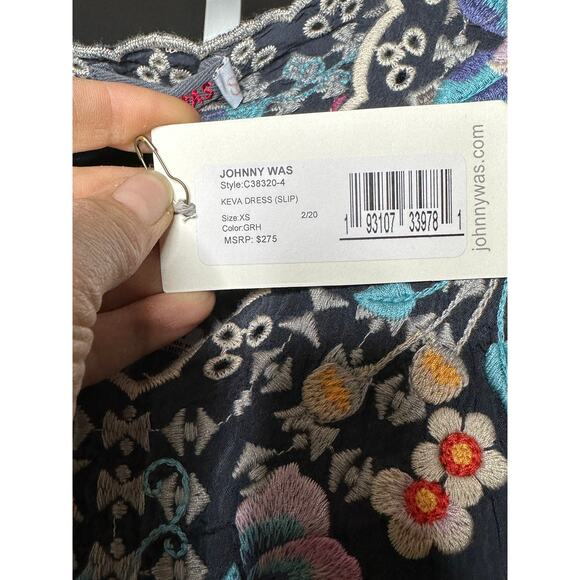 JOHNNY WAS
Style:C38320-4
KEVA DRESS (SLIP)
Size:XS 2/20
Color:GRH
MSRP: $275
1 93107 33978 1
johnnywas.com